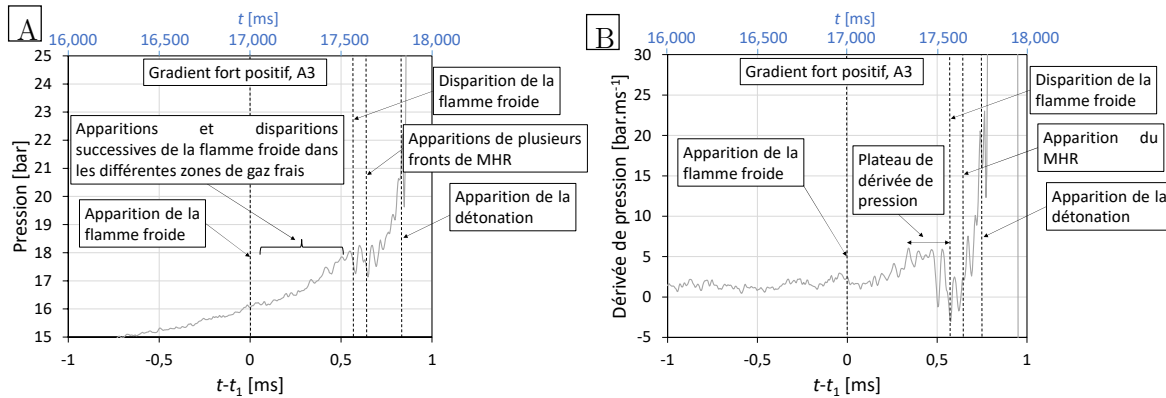 A
t [ms]
16,000 16,500 17,000 17,500 18,000
Pression [bar]
25
24
23
22
21
20
19
18
17
16
15
Gradient fort positif, A3
Disparition de la
flamme froide
Apparitions et disparitions
successives de la flamme froide dans
les différentes zones de gaz frais
Apparitions de plusieurs
fronts de MHR
Apparition de la
flamme froide
Apparition de la
détonation
-1 -0,5 0 0,5 1
t-t1 [ms]
B
t [ms]
16,000 16,500 17,000 17,500 18,000
Dérivée de pression [bar.ms-1]
30
25
20
15
10
5
0
-5
Gradient fort positif, A3
Disparition de la
flamme froide
Apparition de la
flamme froide
Plateau de
dérivée de
pression
Apparition du
MHR
Apparition de la
détonation
-1 -0,5 0 0,5 1
t-t1 [ms]